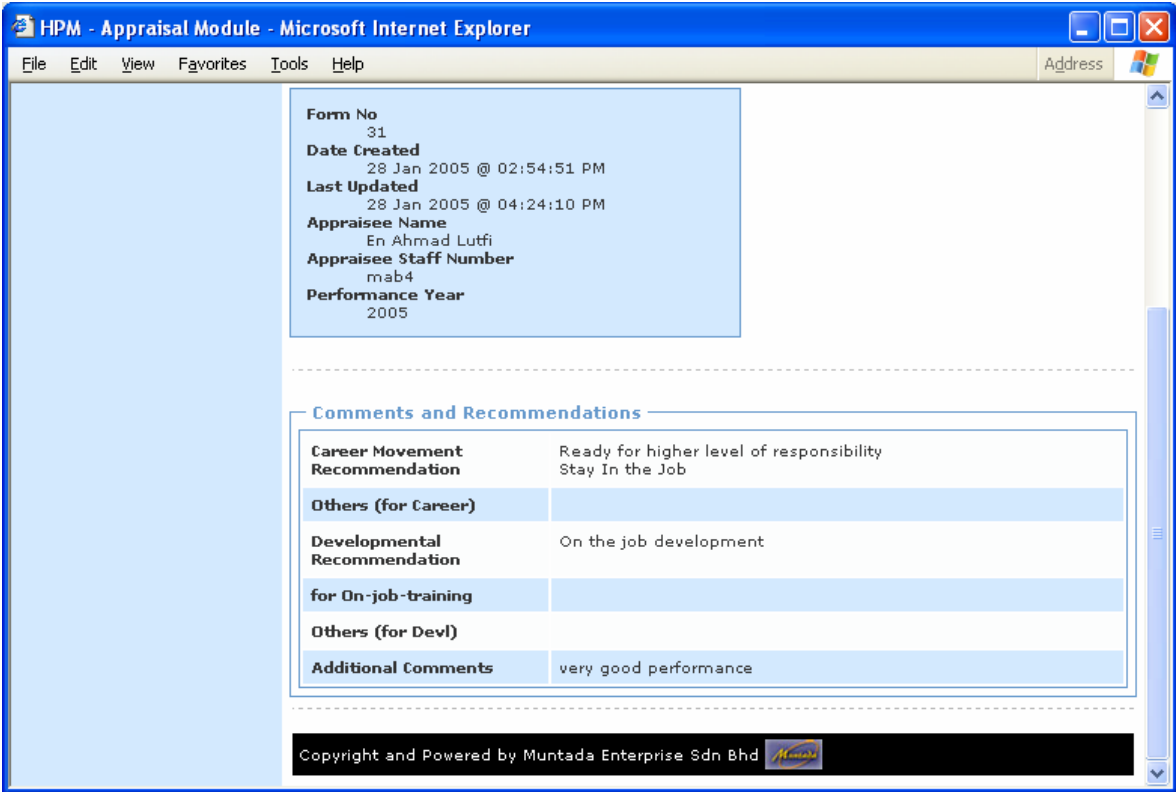 HPM - Appraisal Module - Microsoft Internet Explorer
File Edit View Favorites Tools Help Address
Form No
31
Date Created
28 Jan 2005 @ 02:54:51 PM
Last Updated
28 Jan 2005 @ 04:24:10 PM
Appraisee Name
En Ahmad Lutfi
Appraisee Staff Number
mab4
Performance Year
2005
Comments and Recommendations
Career Movement Ready for higher level of responsibility
Recommendation Stay In the Job
Others (for Career)
Developmental On the job development
Recommendation
for On-job-training
Others (for Devl)
Additional Comments very good performance
Copyright and Powered by Muntada Enterprise Sdn Bhd Muntada